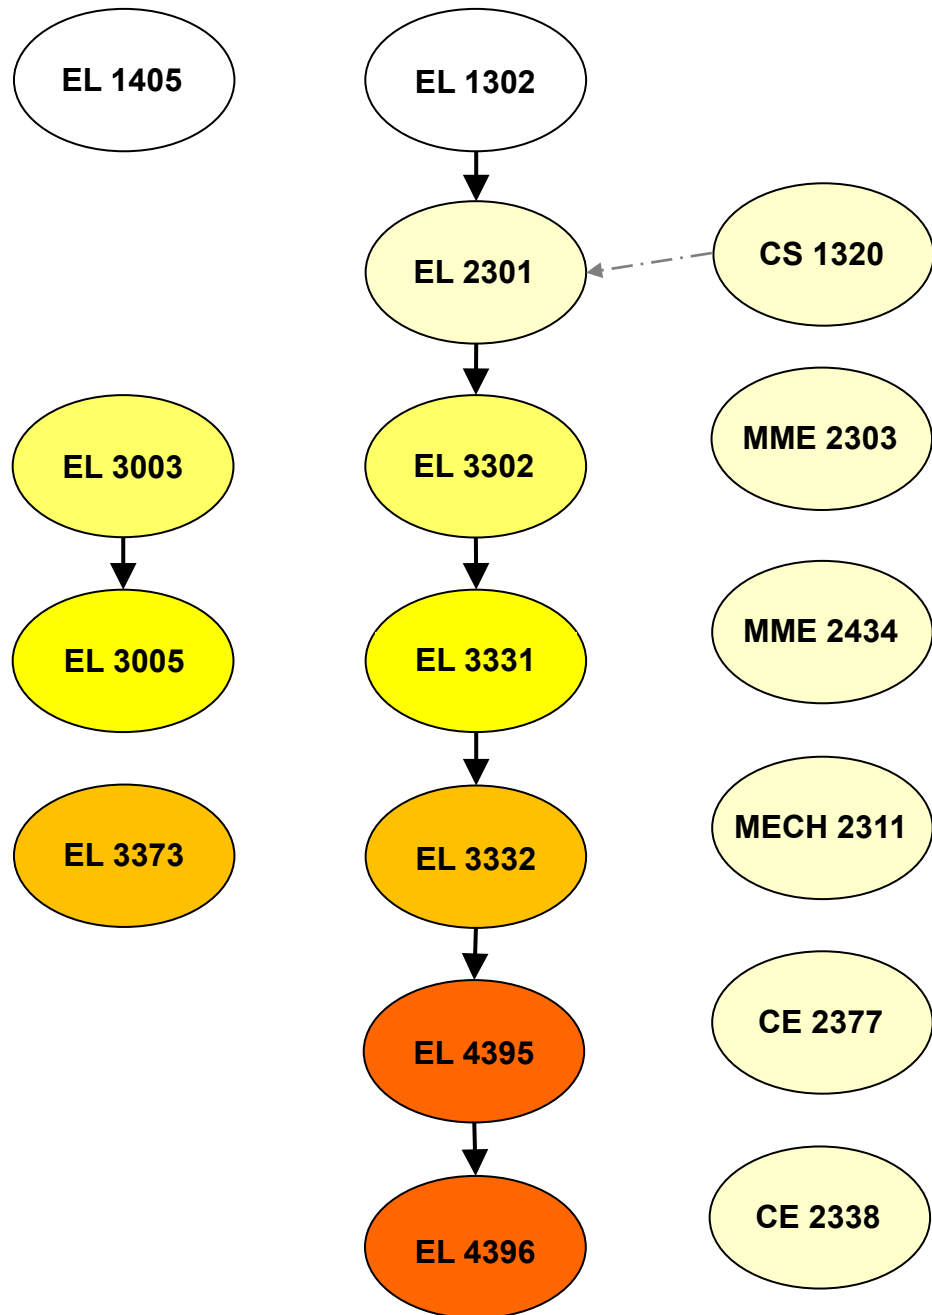 EL 1405
EL 1302
EL 2301
CS 1320
EL 3003
EL 3302
MME 2303
EL 3005
EL 3331
MME 2434
EL 3373
EL 3332
MECH 2311
EL 4395
CE 2377
EL 4396
CE 2338